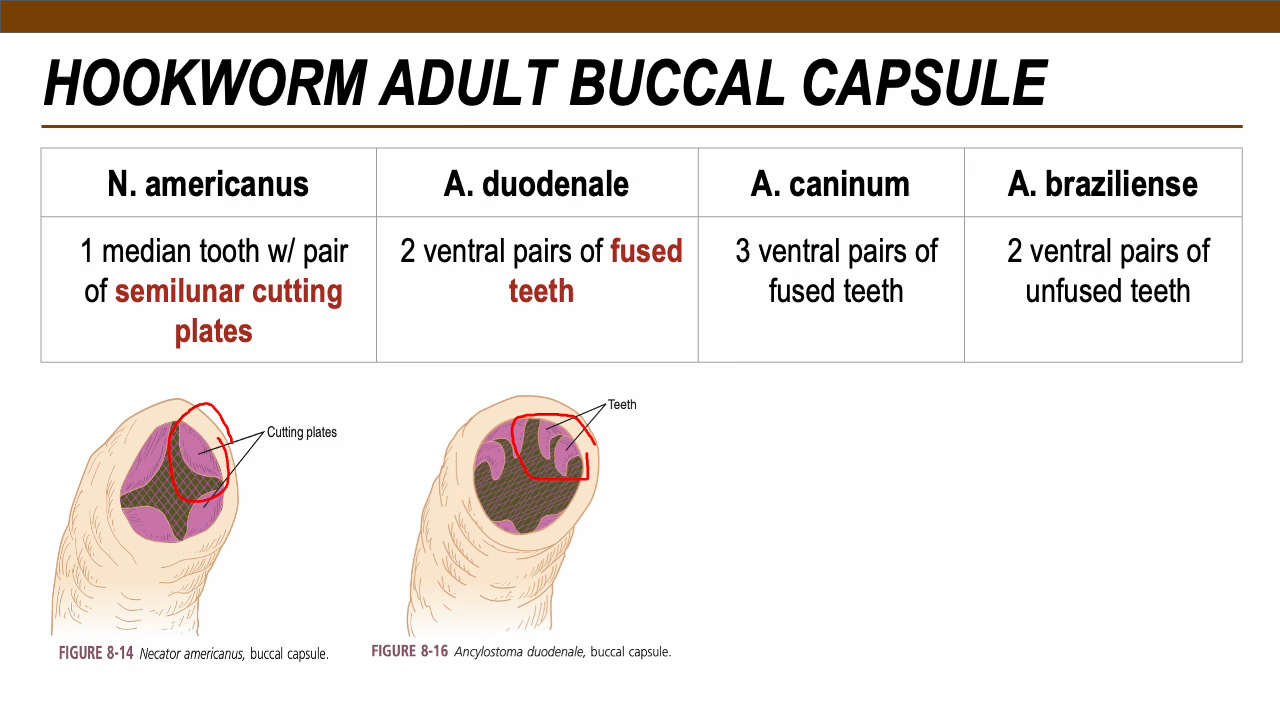 HOOKWORM ADULT BUCCAL CAPSULE
N. americanus
A. duodenale
A. caninum
A. braziliense
1 median tooth w/ pair
of semilunar cutting
plates
2 ventral pairs of fused
teeth
3 ventral pairs of
fused teeth
2 ventral pairs of
unfused teeth
Cutting plates
Teeth
FIGURE 8-14 Necator americanus, buccal capsule.
FIGURE 8-16 Ancylostoma duodenale, buccal capsule.